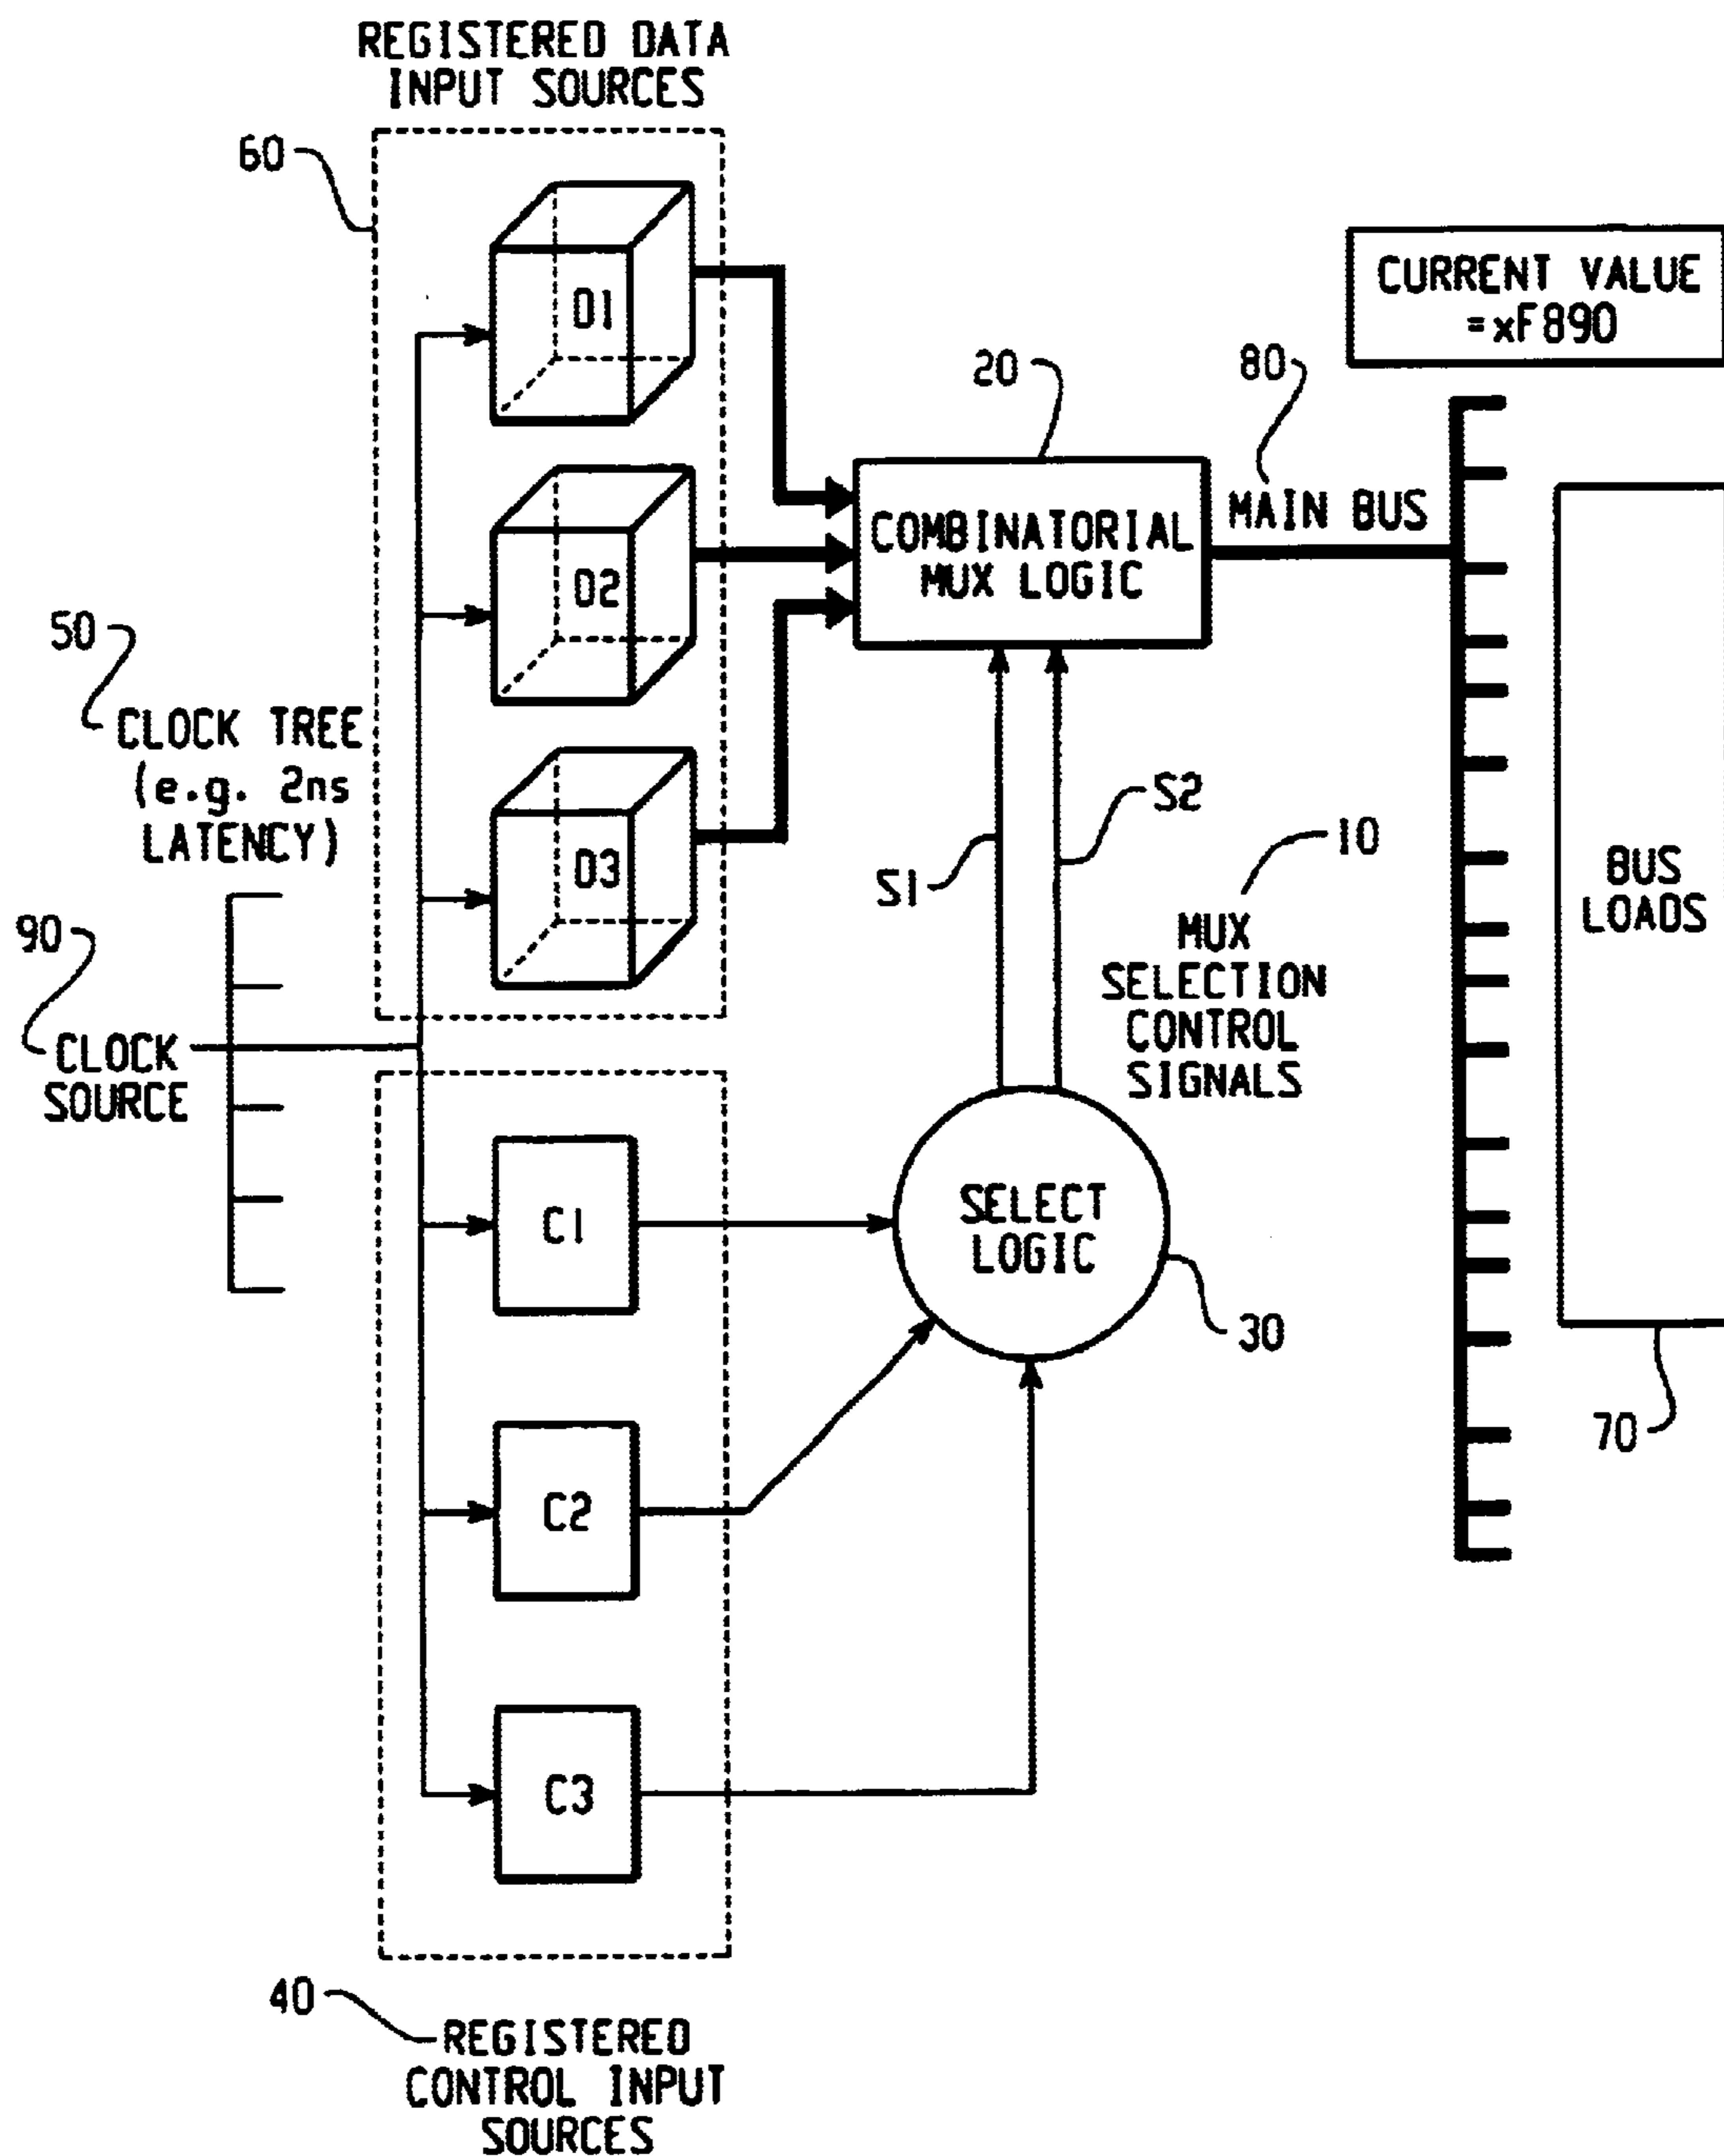 REGISTERED DATA
INPUT SOURCES
60
D1
D2
D3
50
CLOCK TREE
(e.g. 2ns
LATENCY)
90
CLOCK
SOURCE
20
COMBINATORIAL
MUX LOGIC
80
MAIN BUS
CURRENT VALUE
=xF890
S1
S2
10
MUX
SELECTION
CONTROL
SIGNALS
BUS
LOADS
70
C1
C2
C3
SELECT
LOGIC
30
40
REGISTERED
CONTROL INPUT
SOURCES